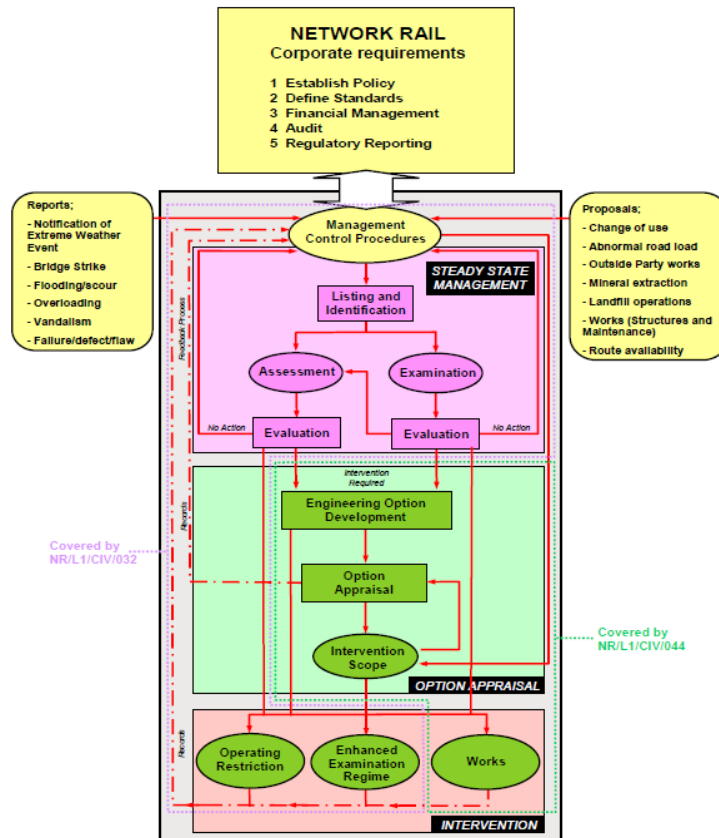 NETWORK RAIL
Corporate requirements
1 Establish Policy
2 Define Standards
3 Financial Management
4 Audit
5 Regulatory Reporting
Reports;
- Notification of
Extreme Weather
Event
- Bridge Strike
- Flooding/scour
- Overloading
- Vandalism
- Failure/defect/flaw
Proposals;
- Change of use
- Abnormal road load
- Outside Party works
- Mineral extraction
- Landfill operations
- Works (Structures and
Maintenance)
- Route availability
Management
Control Procedures
STEADY STATE
MANAGEMENT
Listing and
Identification
Feedback Process
Assessment
Examination
No Action
Evaluation
Evaluation
No Action
Intervention
Required
Engineering Option
Development
Records
Covered by
NR/L1/CIV/032
Option
Appraisal
Covered by
NR/L1/CIV/044
Intervention
Scope
OPTION APPRAISAL
Records
Operating
Restriction
Enhanced
Examination
Regime
Works
INTERVENTION